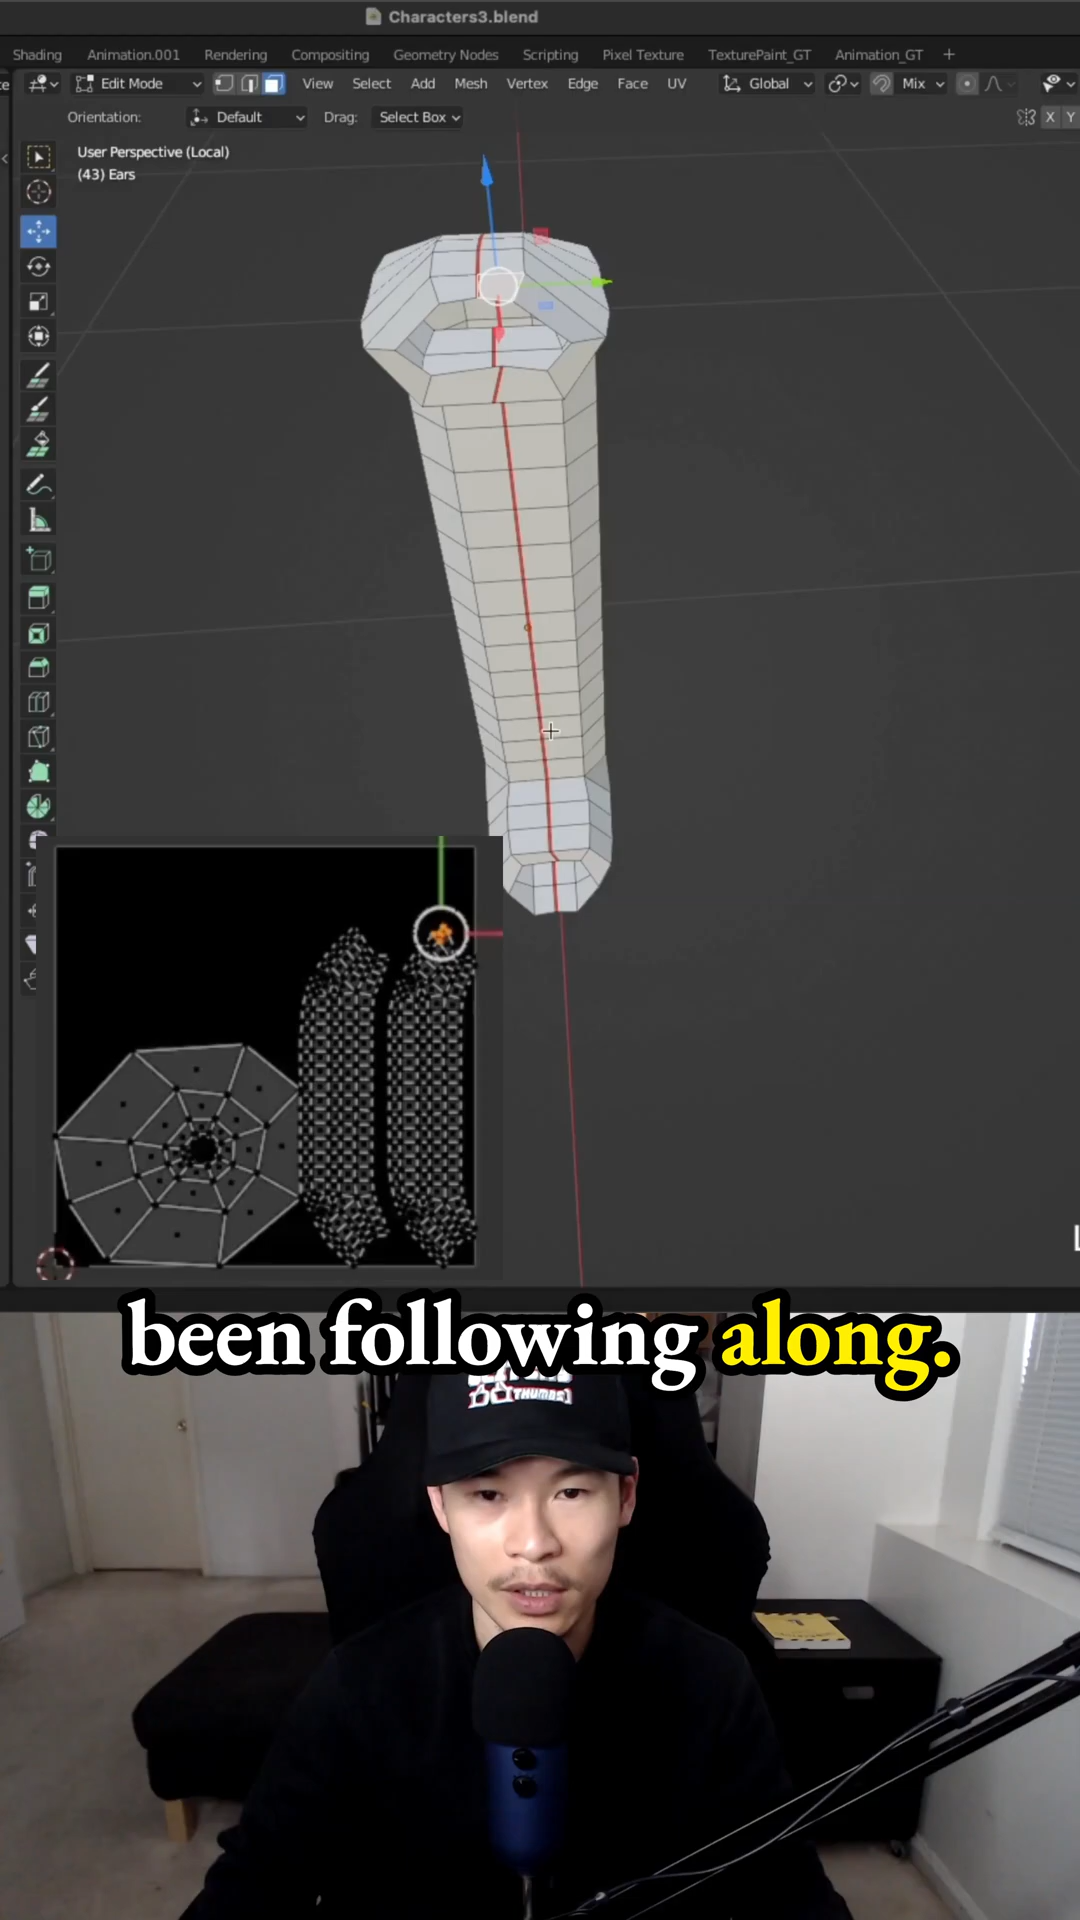 Characters3.blend
Shading Animation.001 Rendering Compositing Geometry Nodes Scripting Pixel Texture TexturePaint_GT Animation_GT +
Edit Mode View Select Add Mesh Vertex Edge Face UV Global Mix
Orientation: Default Drag: Select Box X Y
User Perspective (Local)
(43) Ears
been following along.
THUMBS